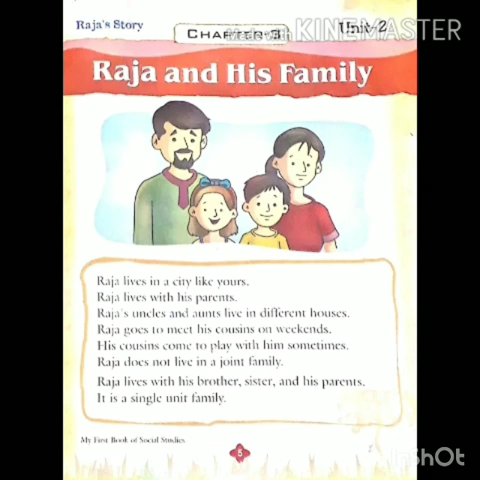 Raja's Story
CHAPTER-3
Unit-2
KINEMASTER
Raja and His Family
Raja lives in a city like yours.
Raja lives with his parents.
Raja's uncles and aunts live in different houses.
Raja goes to meet his cousins on weekends.
His cousins come to play with him sometimes.
Raja does not live in a joint family.
Raja lives with his brother, sister, and his parents.
It is a single unit family.
My First Book of Social Studies
5